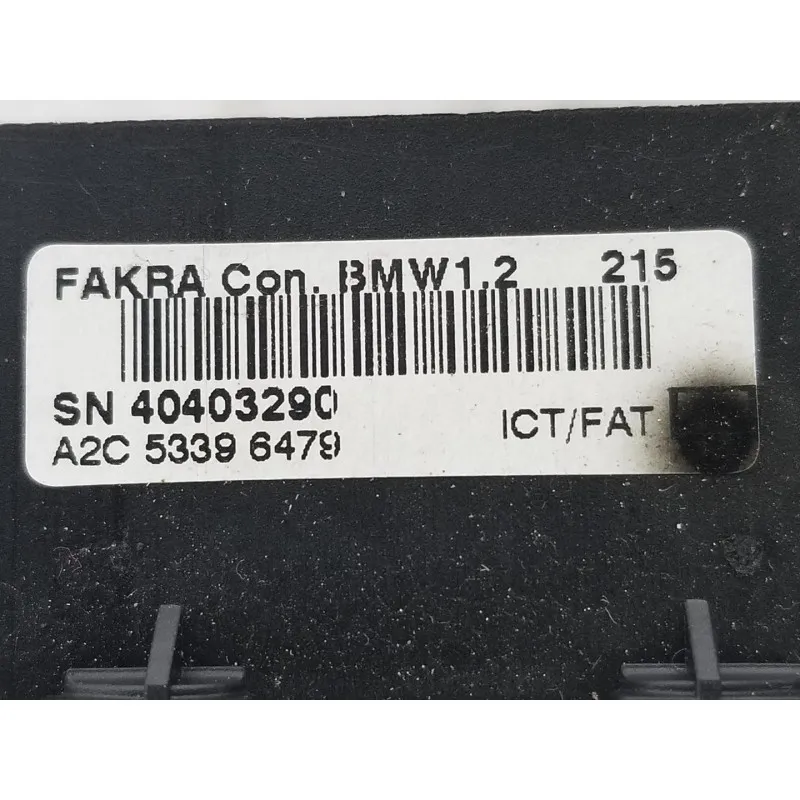 FAKRA Con. BMW1.2 215
SN 40403290
A2C 5339 6479
ICT/FAT